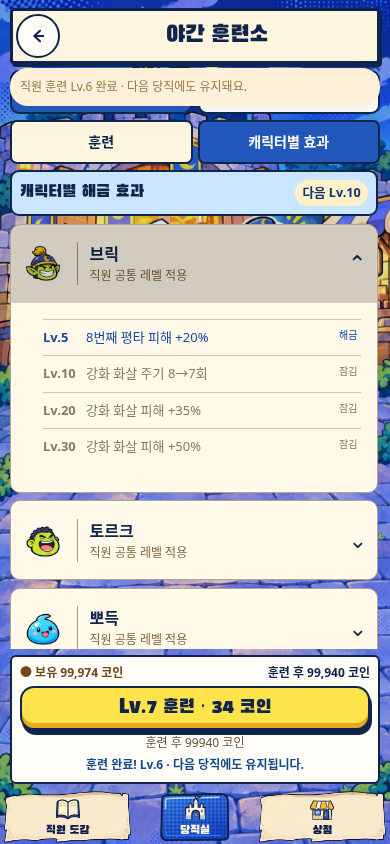 야간 훈련소
직원 훈련 Lv.6 완료 · 다음 당직에도 유지돼요.
훈련
캐릭터별 효과
캐릭터별 해금 효과
다음 Lv.10
브릭
직원 공통 레벨 적용
Lv.5 8번째 평타 피해 +20% 해금
Lv.10 강화 화살 주기 8→7회 잠김
Lv.20 강화 화살 피해 +35% 잠김
Lv.30 강화 화살 피해 +50% 잠김
토르크
직원 공통 레벨 적용
뽀득
직원 공통 레벨 적용
보유 99,974 코인
훈련 후 99,940 코인
Lv.7 훈련 · 34 코인
훈련 후 99940 코인
훈련 완료! Lv.6 · 다음 당직에도 유지됩니다.
직원 도감
당직실
상점